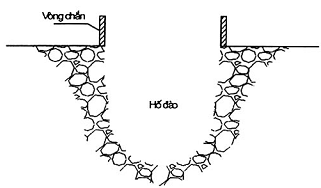 Vòng chắn
Hố đào